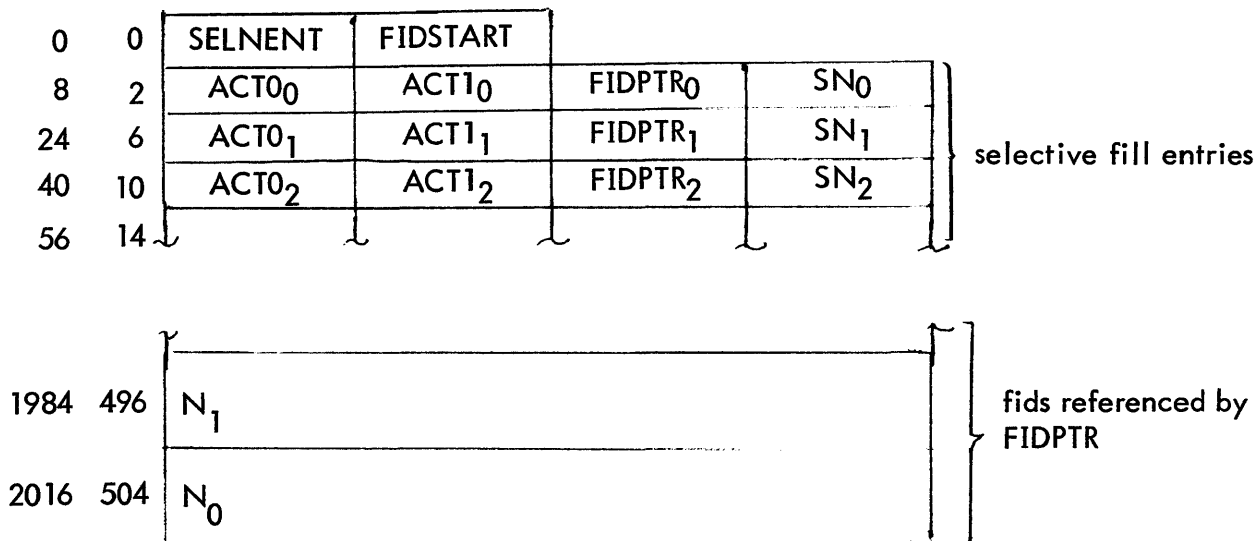 0 0 SELNENT FIDSTART
8 2 ACT0₀ ACT1₀ FIDPTR₀ SN₀
24 6 ACT0₁ ACT1₁ FIDPTR₁ SN₁
selective fill entries
40 10 ACT0₂ ACT1₂ FIDPTR₂ SN₂
56 14
1984 496 N₁
fids referenced by
FIDPTR
2016 504 N₀